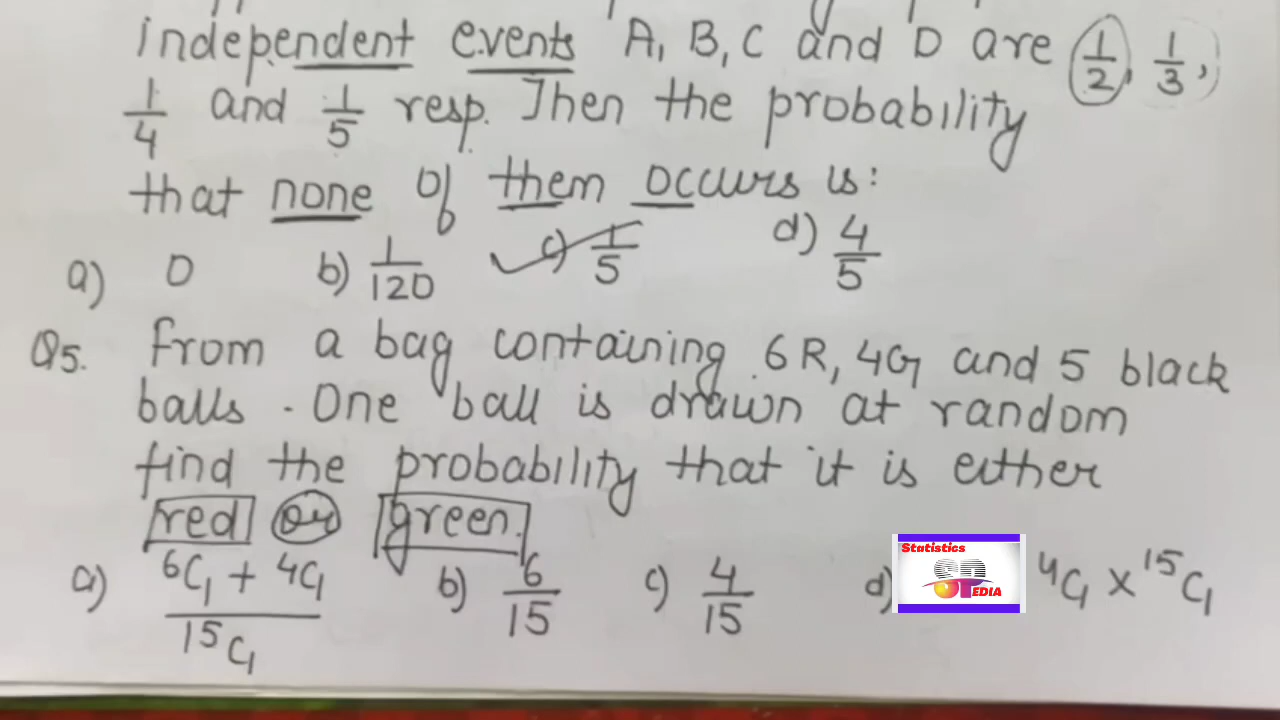 independent events A, B, C and D are 1/2, 1/3,
1/4 and 1/5 resp. Then the probability
that none of them occurs is:
a) 0 b) 1/120 c) 1/5 d) 4/5
Q5. From a bag containing 6R, 4G and 5 black
balls. One ball is drawn at random
find the probability that it is either
red or green.
a) (⁶C₁ + ⁴C₁)/¹⁵C₁ b) 6/15 c) 4/15 d) ⁴C₁ × ¹⁵C₁
Statistics
EDIA